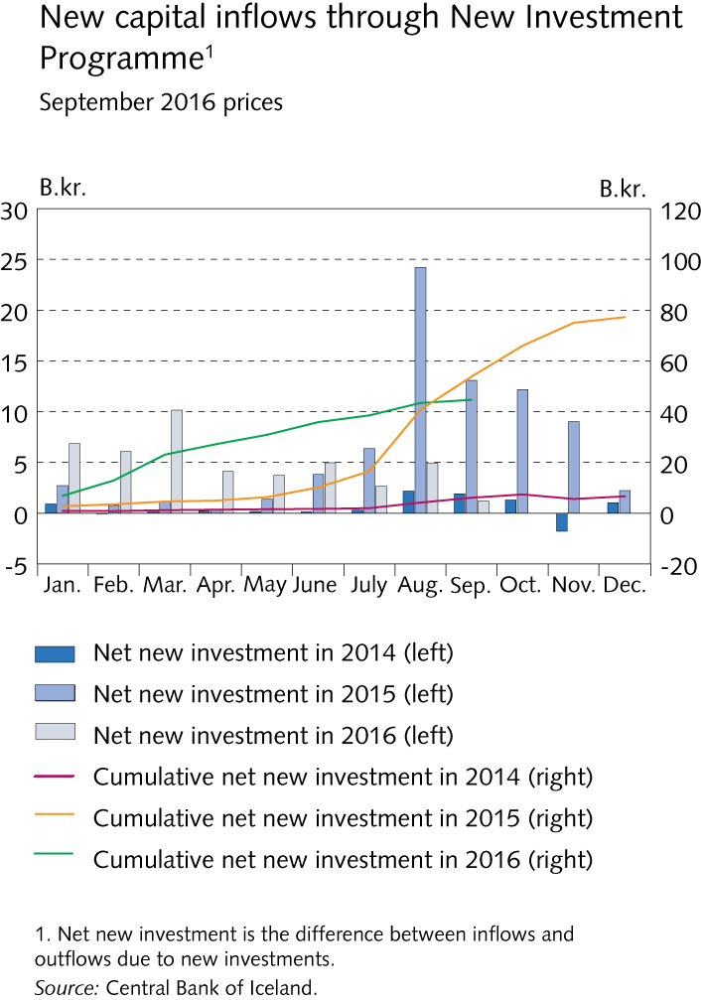 New capital inflows through New Investment
Programme¹
September 2016 prices
B.kr.
B.kr.
30
120
25
100
20
80
15
60
10
40
5
20
0
0
-5
-20
Jan. Feb. Mar. Apr. May June July Aug. Sep. Oct. Nov. Dec.
Net new investment in 2014 (left)
Net new investment in 2015 (left)
Net new investment in 2016 (left)
Cumulative net new investment in 2014 (right)
Cumulative net new investment in 2015 (right)
Cumulative net new investment in 2016 (right)
1. Net new investment is the difference between inflows and
outflows due to new investments.
Source: Central Bank of Iceland.